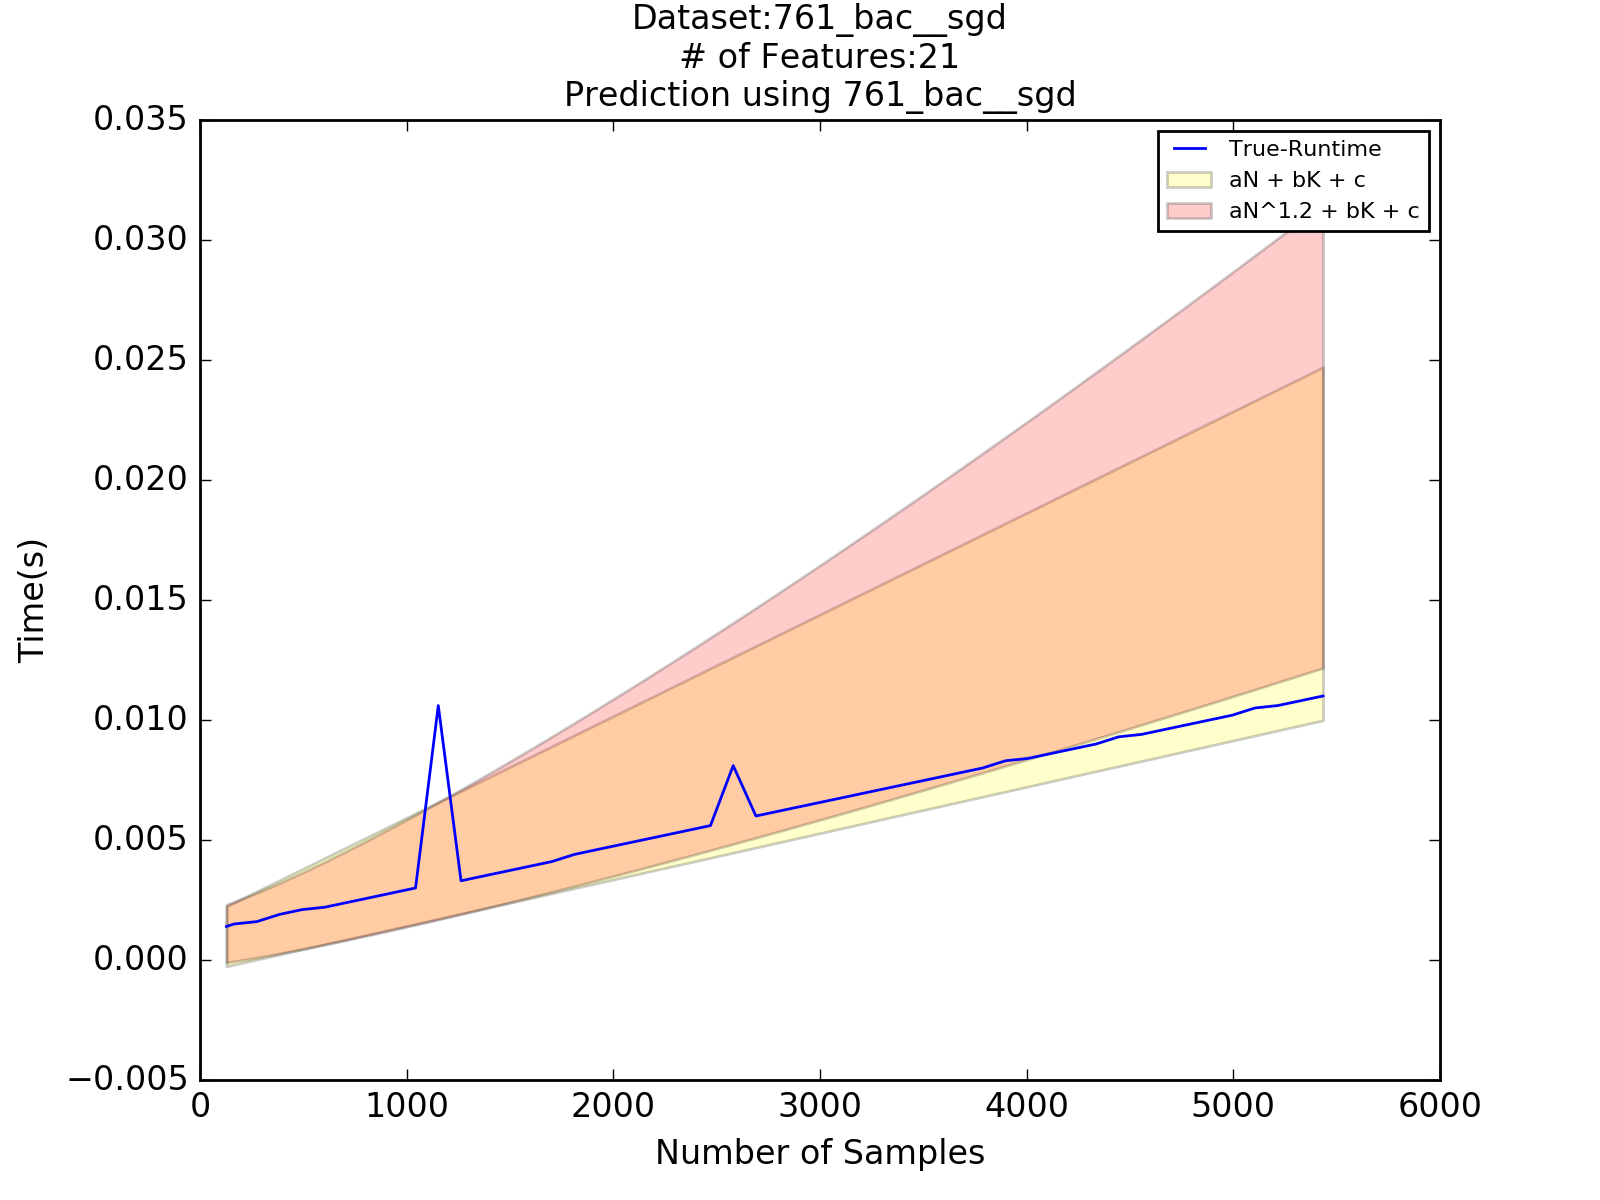 Dataset:761_bac__sgd
# of Features:21
Prediction using 761_bac__sgd
0.035
0.030
0.025
0.020
0.015
0.010
0.005
0.000
−0.005
Time(s)
True-Runtime
aN + bK + c
aN^1.2 + bK + c
0 1000 2000 3000 4000 5000 6000
Number of Samples